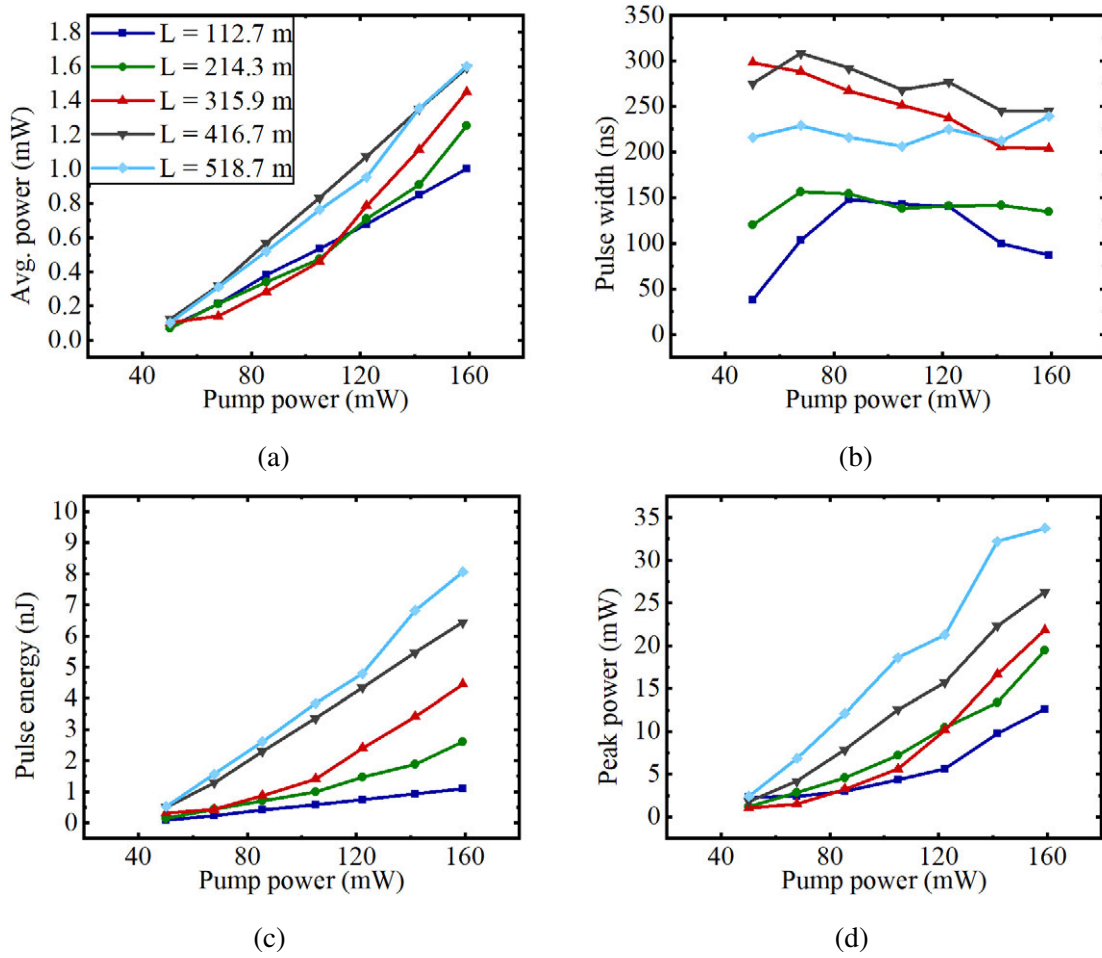 1.8
1.6
1.4
1.2
1.0
0.8
0.6
0.4
0.2
0.0
Avg. power (mW)
L = 112.7 m
L = 214.3 m
L = 315.9 m
L = 416.7 m
L = 518.7 m
40 80 120 160
Pump power (mW)
(a)
350
300
250
200
150
100
50
0
Pulse width (ns)
40 80 120 160
Pump power (mW)
(b)
10
9
8
7
6
5
4
3
2
1
0
Pulse energy (nJ)
40 80 120 160
Pump power (mW)
(c)
35
30
25
20
15
10
5
0
Peak power (mW)
40 80 120 160
Pump power (mW)
(d)